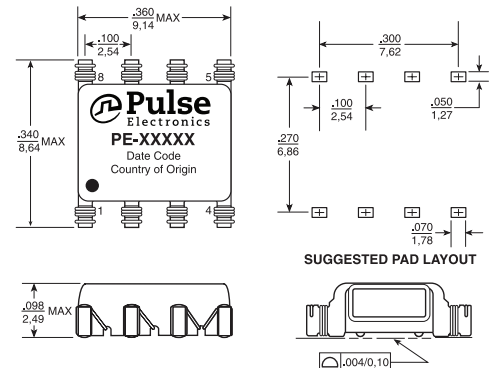 .360
9,14
MAX
.100
2,54
8
5
Pulse
Electronics
PE-XXXXX
Date Code
Country of Origin
1
4
.340
8,64
MAX
.300
7,62
.100
2,54
.050
1,27
.270
6,86
.070
1,78
SUGGESTED PAD LAYOUT
.098
2,49
MAX
.004/0,10